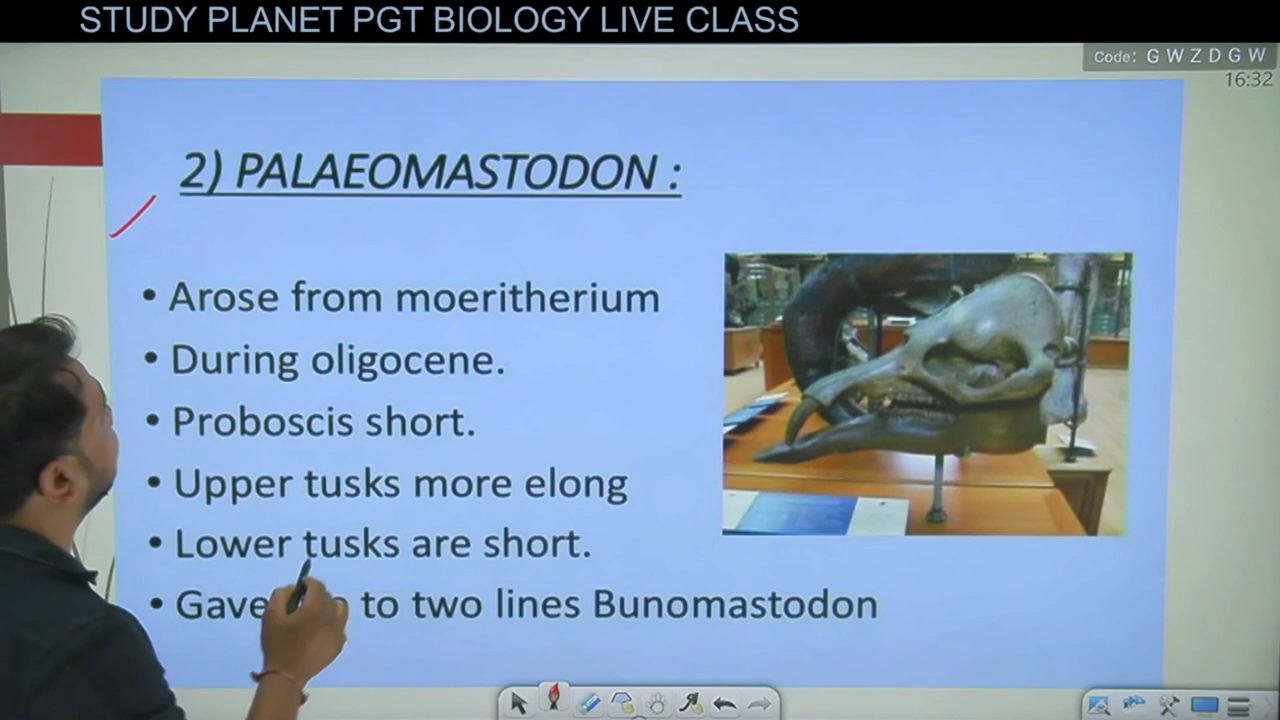 STUDY PLANET PGT BIOLOGY LIVE CLASS
Code: G W Z D G W
16:32
2) PALAEOMASTODON :
• Arose from moeritherium
• During oligocene.
• Proboscis short.
• Upper tusks more elong
• Lower tusks are short.
• Gave to two lines Bunomastodon